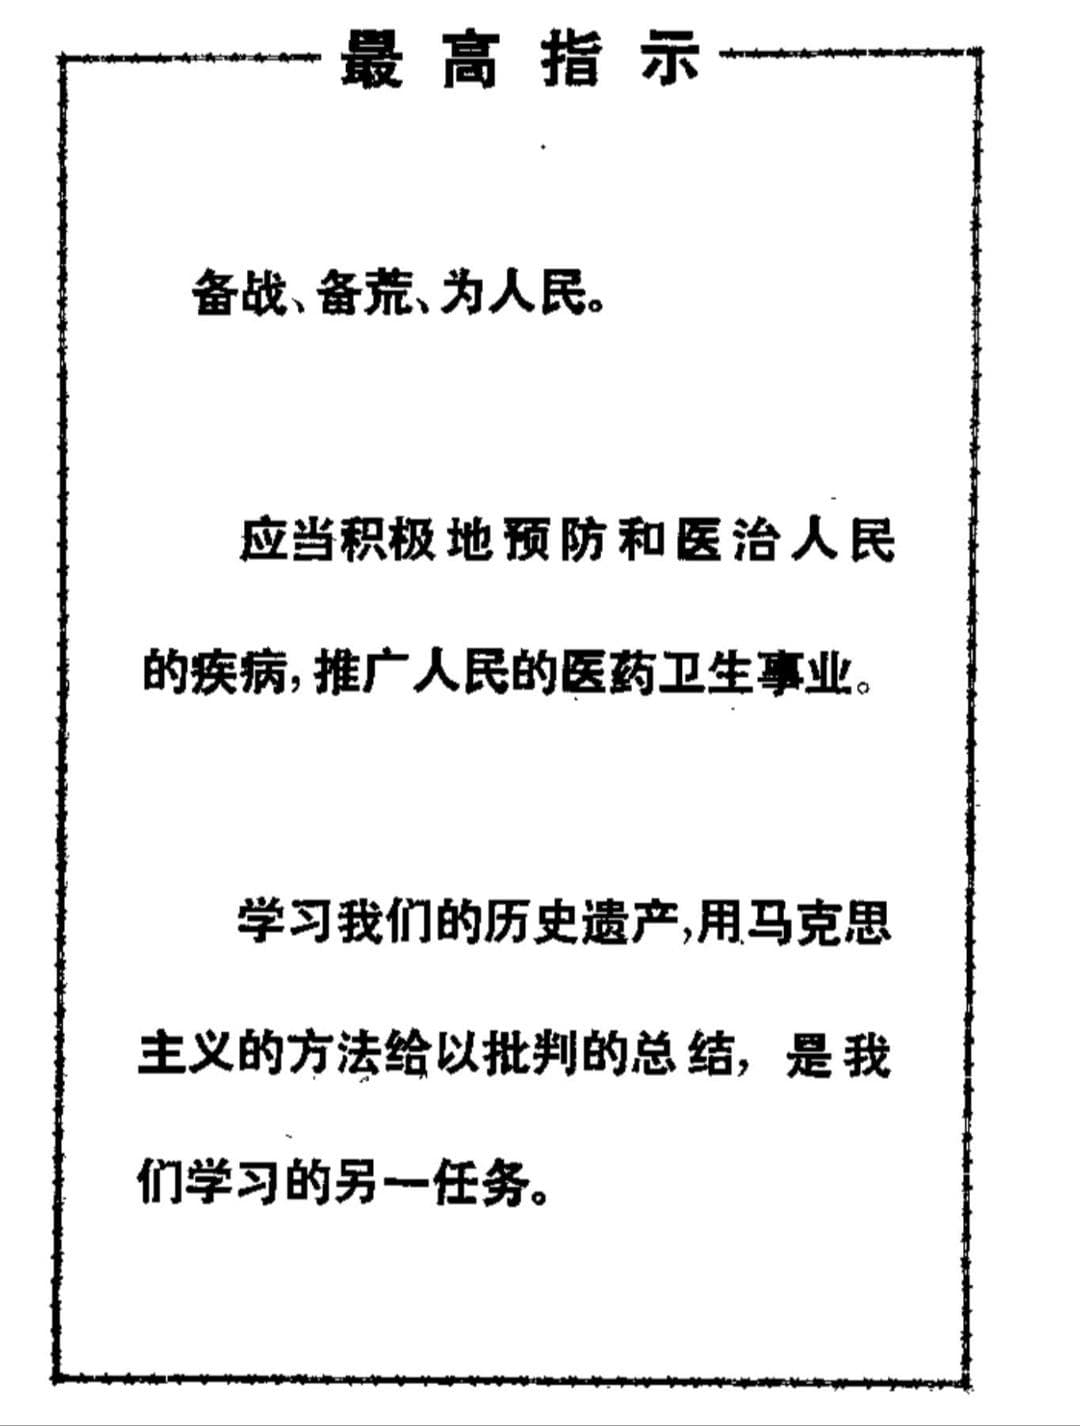 最高指示
备战、备荒、为人民。
应当积极地预防和医治人民
的疾病，推广人民的医药卫生事业。
学习我们的历史遗产，用马克思
主义的方法给以批判的总结，是我
们学习的另一任务。